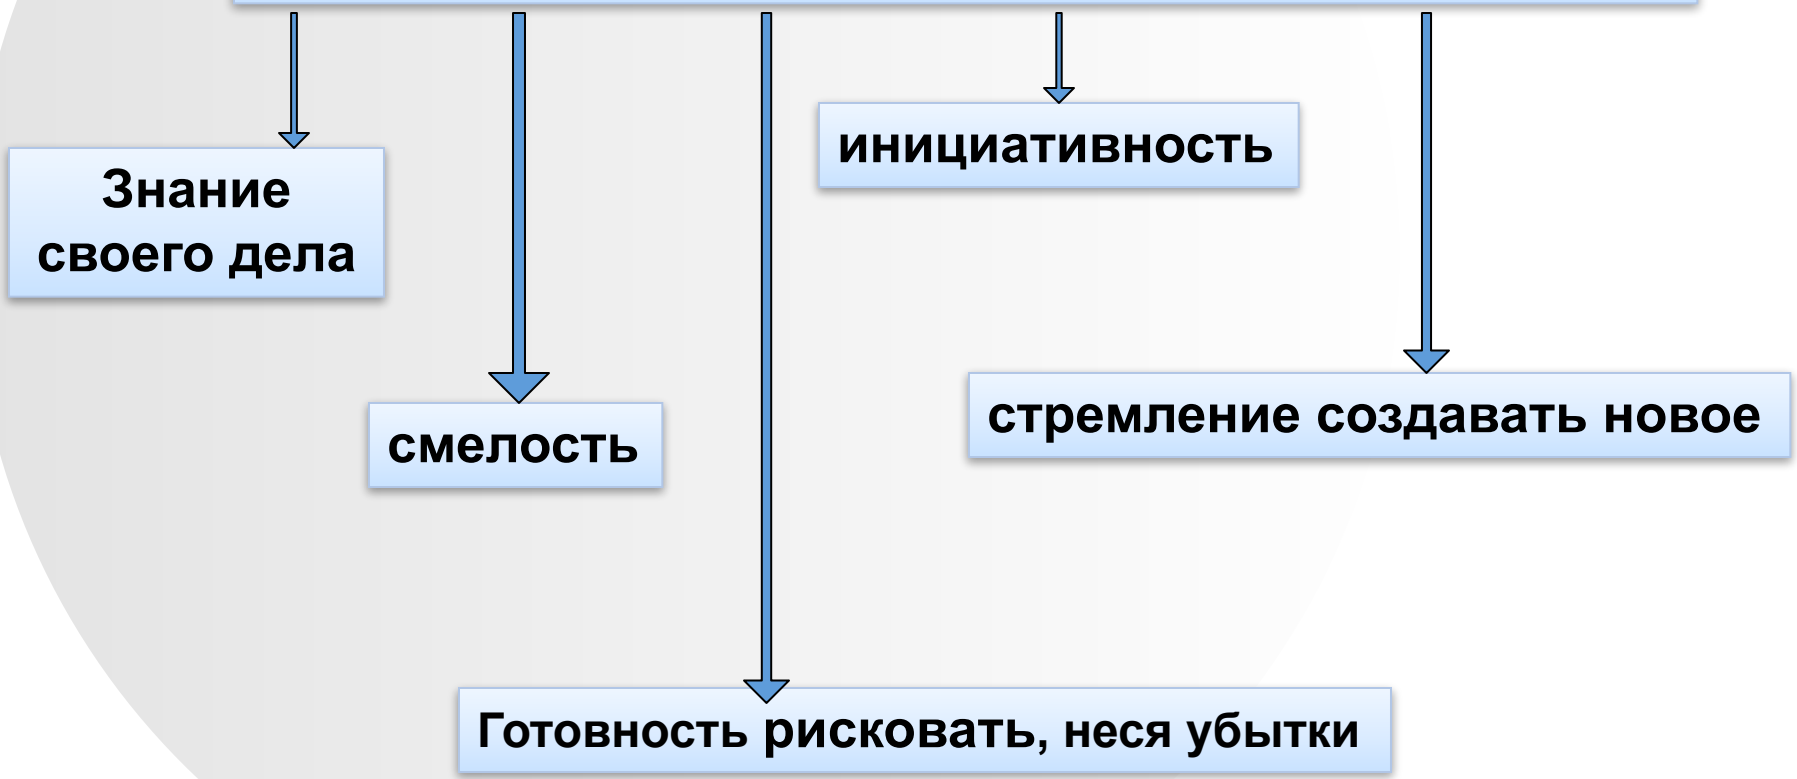 инициативность
Знание
своего дела
стремление создавать новое
смелость
Готовность рисковать, неся убытки